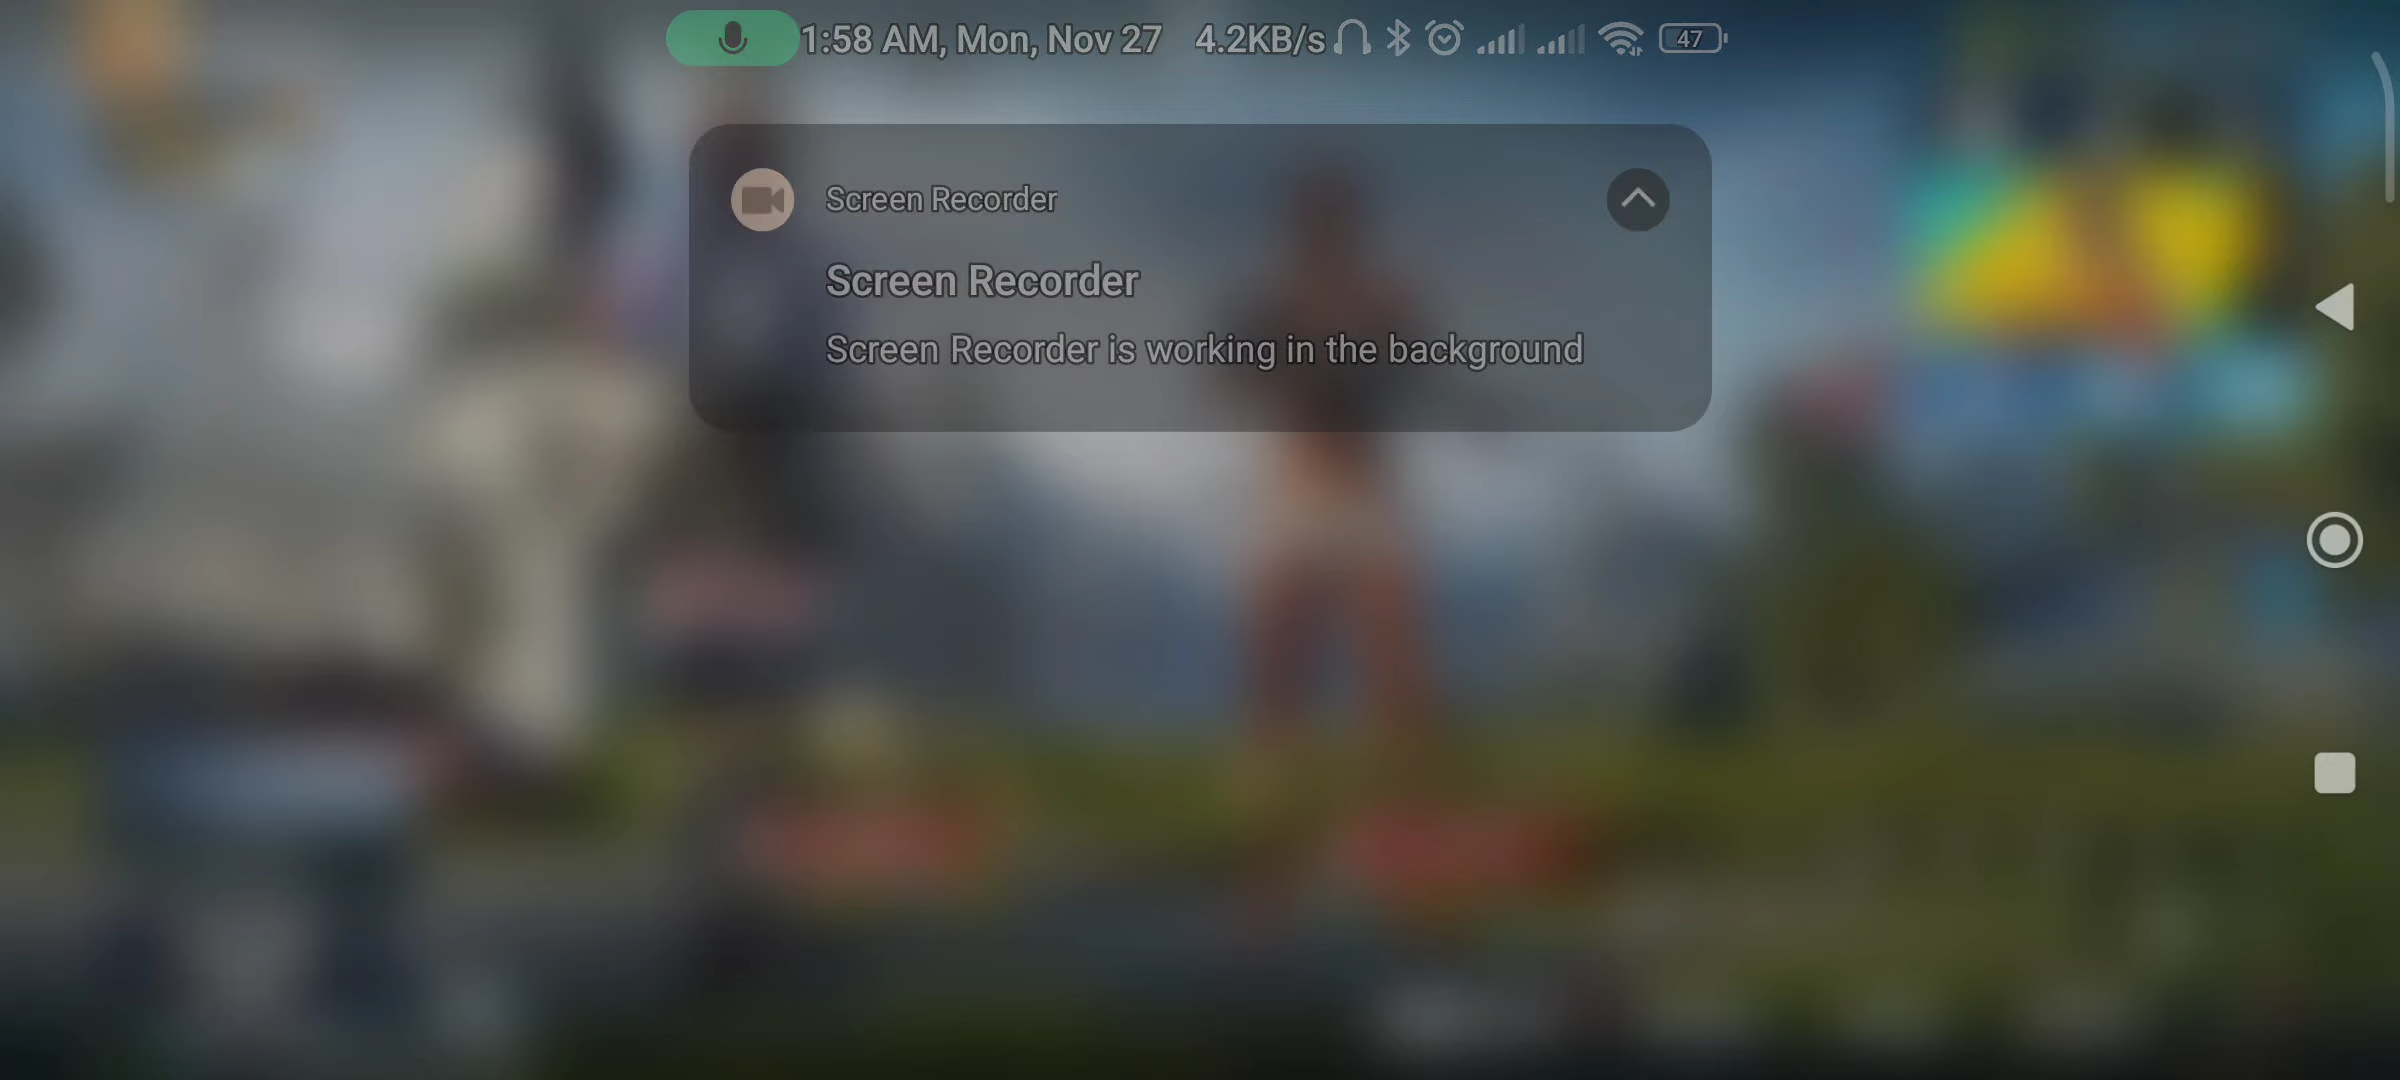 1:58 AM, Mon, Nov 27 4.2KB/s 47
Screen Recorder
Screen Recorder
Screen Recorder is working in the background